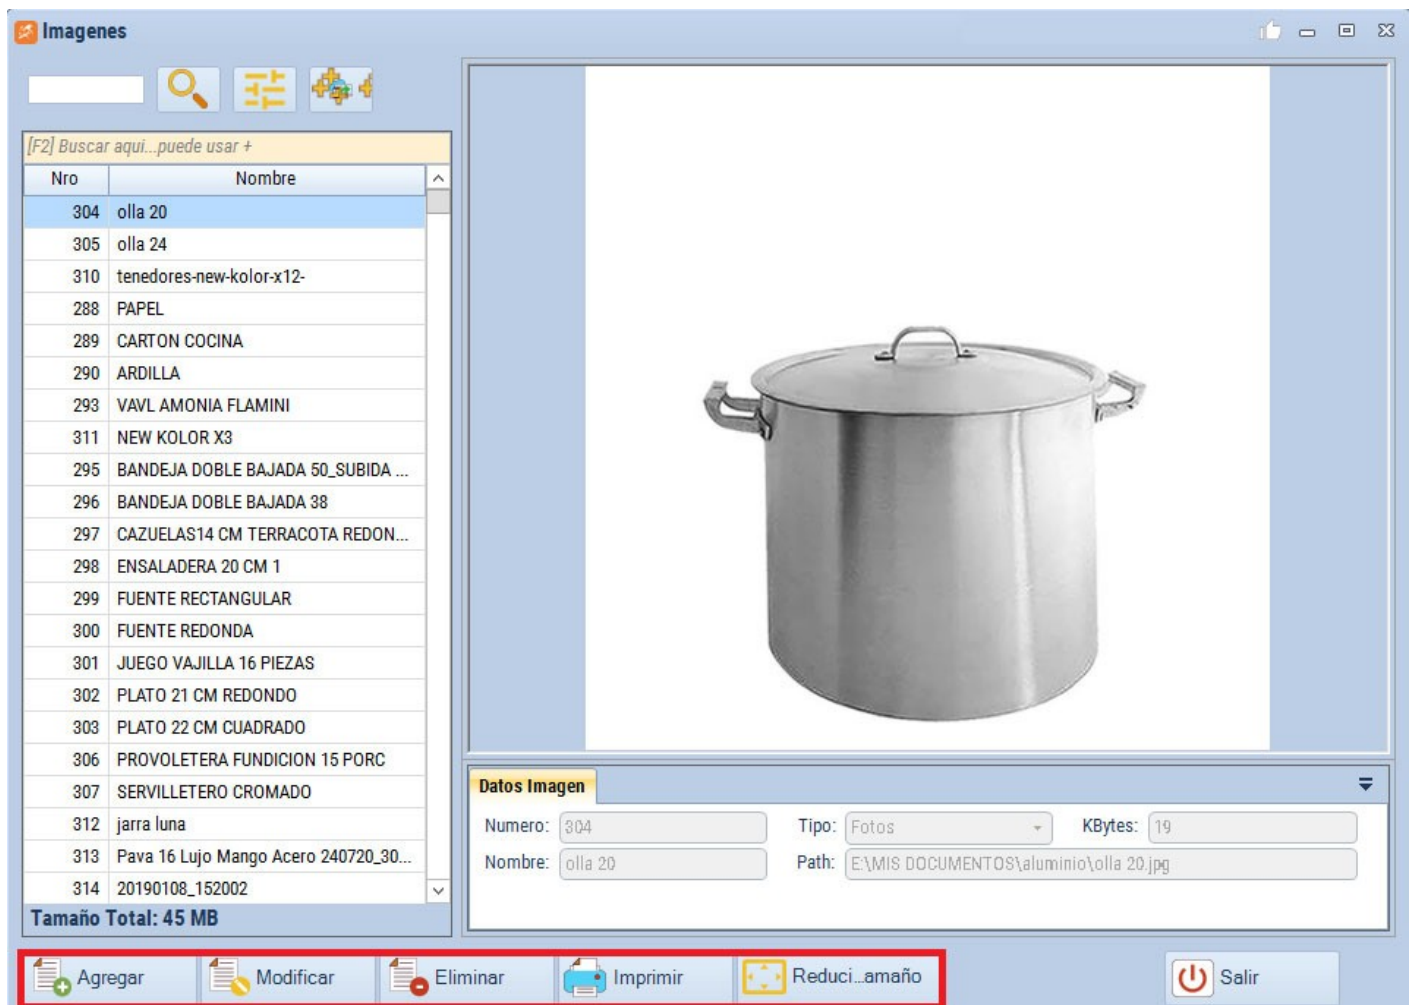 Imagenes
[F2] Buscar aqui...puede usar +
Nro Nombre
304 olla 20
305 olla 24
310 tenedores-new-kolor-x12-
288 PAPEL
289 CARTON COCINA
290 ARDILLA
293 VAVL AMONIA FLAMINI
311 NEW KOLOR X3
295 BANDEJA DOBLE BAJADA 50_SUBIDA ...
296 BANDEJA DOBLE BAJADA 38
297 CAZUELAS14 CM TERRACOTA REDON...
298 ENSALADERA 20 CM 1
299 FUENTE RECTANGULAR
300 FUENTE REDONDA
301 JUEGO VAJILLA 16 PIEZAS
302 PLATO 21 CM REDONDO
303 PLATO 22 CM CUADRADO
306 PROVOLETERA FUNDICION 15 PORC
307 SERVILLETERO CROMADO
312 jarra luna
313 Pava 16 Lujo Mango Acero 240720_30...
314 20190108_152002
Tamaño Total: 45 MB
Datos Imagen
Numero: 304 Tipo: Fotos KBytes: 19
Nombre: olla 20 Path: E:\MIS DOCUMENTOS\aluminio\olla 20.jpg
Agregar Modificar Eliminar Imprimir Reduci...amaño Salir